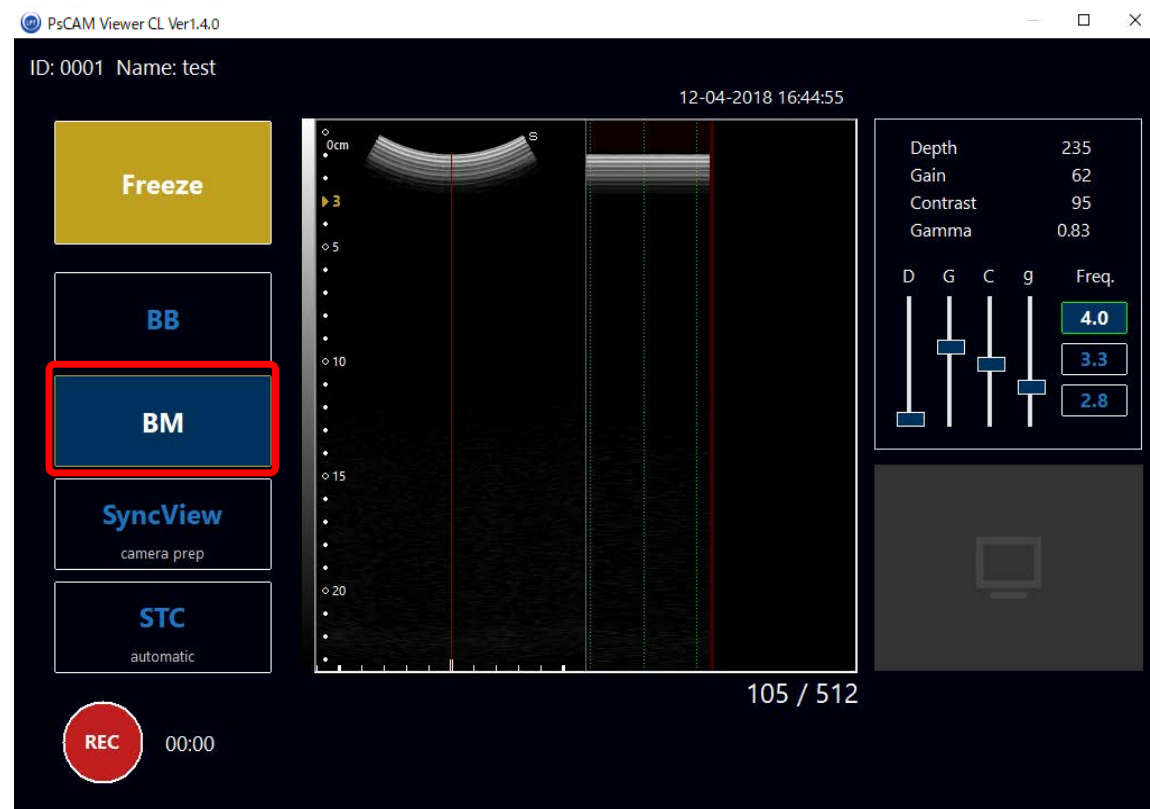 PsCAM Viewer CL Ver1.4.0
ID: 0001 Name: test
12-04-2018 16:44:55
Freeze
BB
BM
SyncView
camera prep
STC
automatic
REC
00:00
0cm
S
3
5
10
15
20
105 / 512
Depth 235
Gain 62
Contrast 95
Gamma 0.83
D G C g Freq.
4.0
3.3
2.8